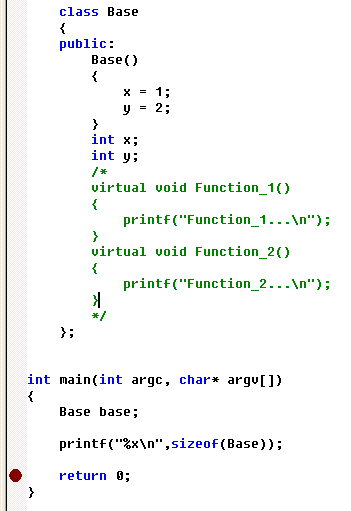 class Base
{
public:
Base()
{
x = 1;
y = 2;
}
int x;
int y;
/*
virtual void Function_1()
{
printf("Function_1...\n");
}
virtual void Function_2()
{
printf("Function_2...\n");
}
*/
};
int main(int argc, char* argv[])
{
Base base;
printf("%x\n",sizeof(Base));
return 0;
}